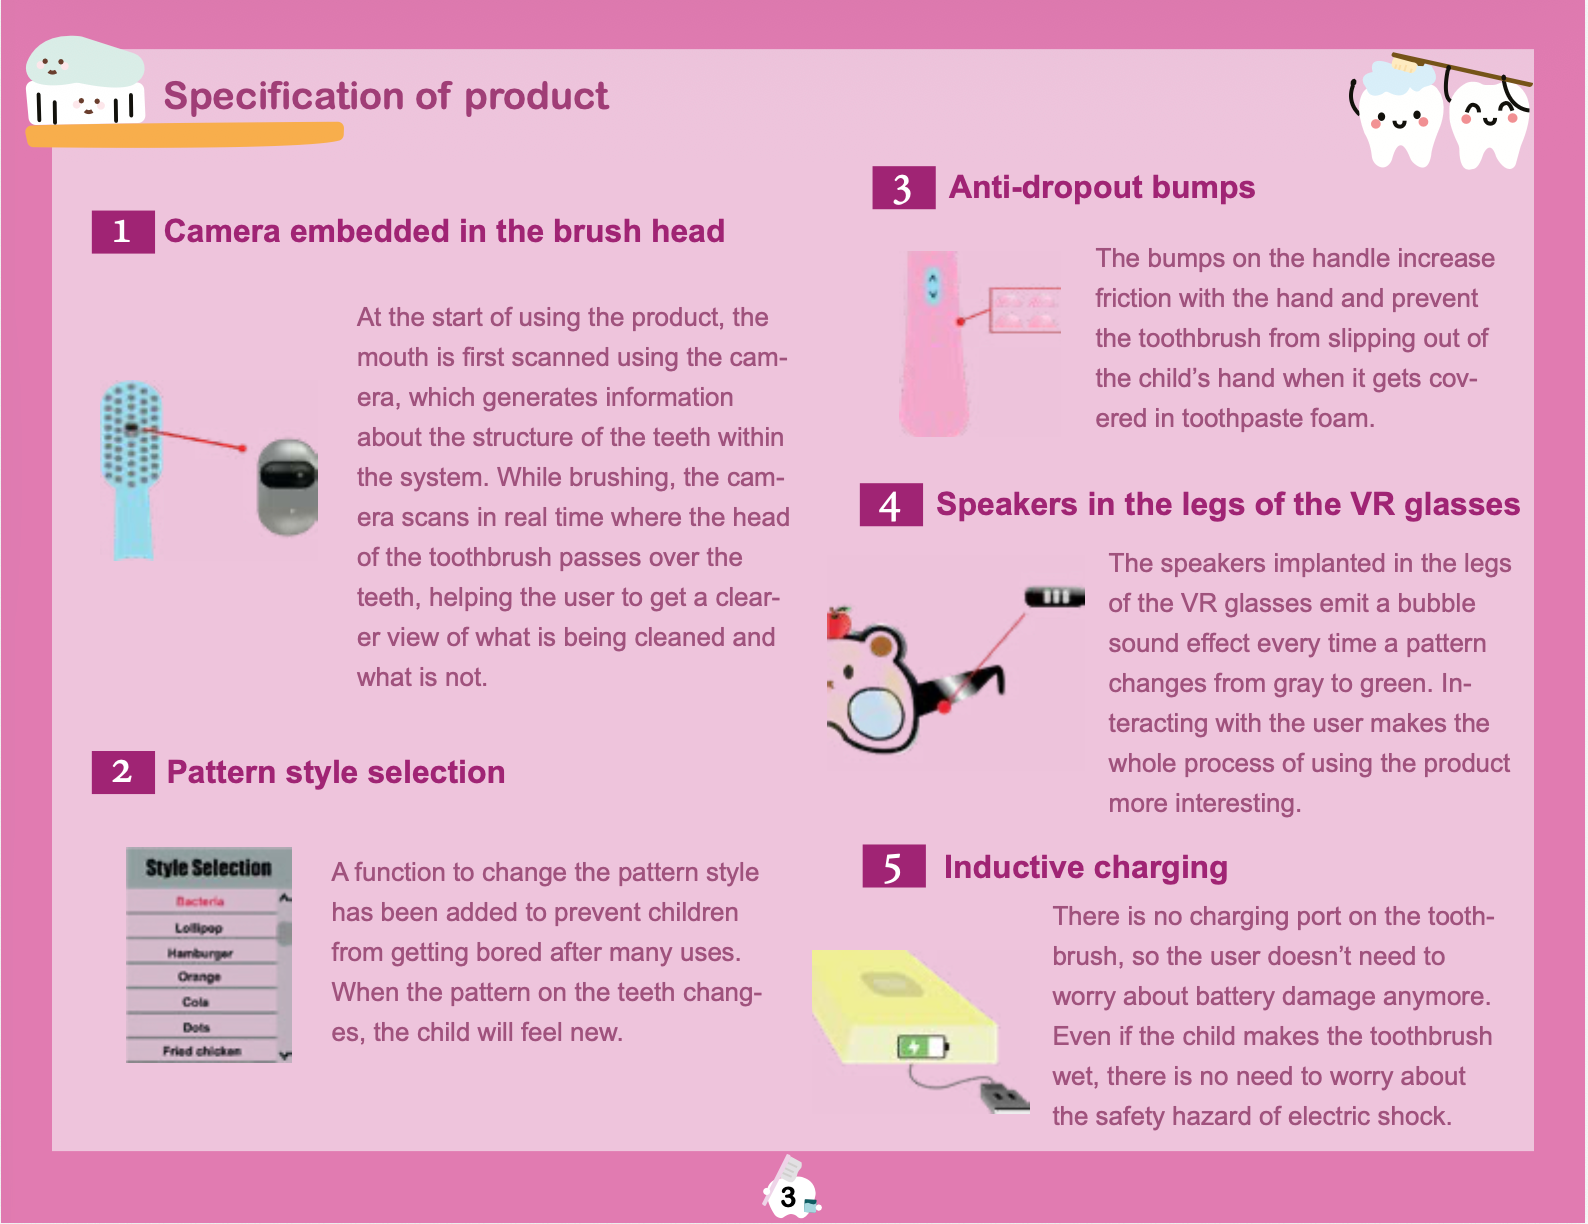 Specification of product
1 Camera embedded in the brush head
At the start of using the product, the
mouth is first scanned using the cam-
era, which generates information
about the structure of the teeth within
the system. While brushing, the cam-
era scans in real time where the head
of the toothbrush passes over the
teeth, helping the user to get a clear-
er view of what is being cleaned and
what is not.
2 Pattern style selection
Style Selection
Bacteria
Lollipop
Hamburger
Orange
Cola
Dots
Fried chicken
A function to change the pattern style
has been added to prevent children
from getting bored after many uses.
When the pattern on the teeth chang-
es, the child will feel new.
3 Anti-dropout bumps
The bumps on the handle increase
friction with the hand and prevent
the toothbrush from slipping out of
the child’s hand when it gets cov-
ered in toothpaste foam.
4 Speakers in the legs of the VR glasses
The speakers implanted in the legs
of the VR glasses emit a bubble
sound effect every time a pattern
changes from gray to green. In-
teracting with the user makes the
whole process of using the product
more interesting.
5 Inductive charging
There is no charging port on the tooth-
brush, so the user doesn’t need to
worry about battery damage anymore.
Even if the child makes the toothbrush
wet, there is no need to worry about
the safety hazard of electric shock.
3